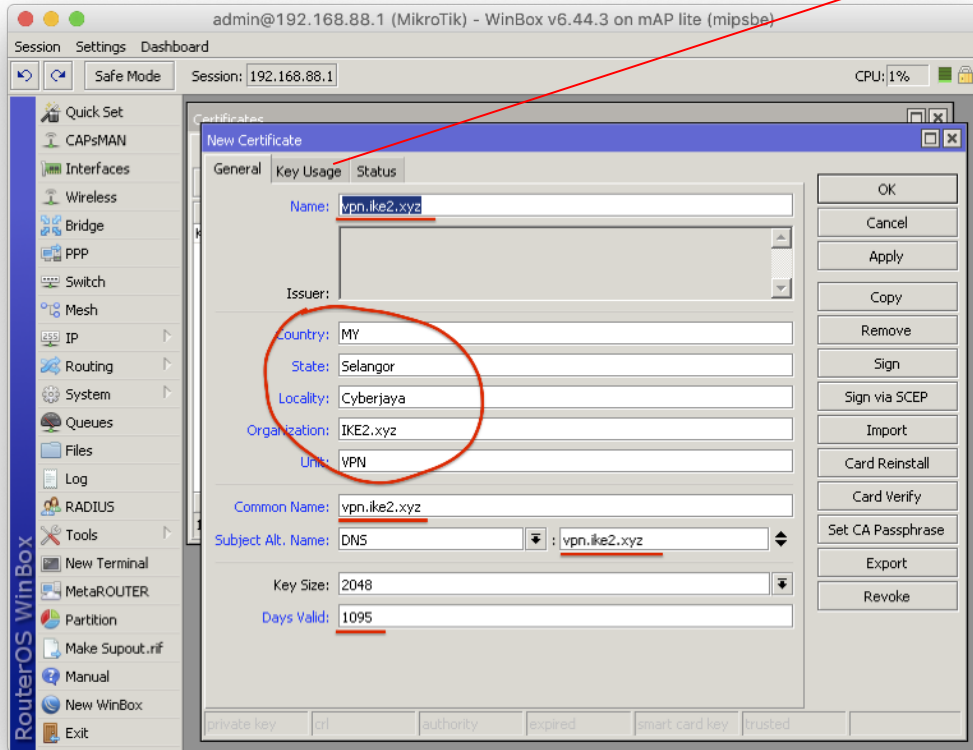 admin@192.168.88.1 (MikroTik) - WinBox v6.44.3 on mAP lite (mipsbe)
Session Settings Dashboard
Safe Mode Session: 192.168.88.1 CPU: 1%
Quick Set
CAPsMAN
Interfaces
Wireless
Bridge
PPP
Switch
Mesh
IP
Routing
System
Queues
Files
Log
RADIUS
Tools
New Terminal
MetaROUTER
Partition
Make Supout.rif
Manual
New WinBox
Exit
RouterOS WinBox
Certificates
New Certificate
General Key Usage Status
Name: vpn.ike2.xyz
Issuer:
Country: MY
State: Selangor
Locality: Cyberjaya
Organization: IKE2.xyz
Unit: VPN
Common Name: vpn.ike2.xyz
Subject Alt. Name: DNS : vpn.ike2.xyz
Key Size: 2048
Days Valid: 1095
OK
Cancel
Apply
Copy
Remove
Sign
Sign via SCEP
Import
Card Reinstall
Card Verify
Set CA Passphrase
Export
Revoke
private key crl authority expired smart card key trusted